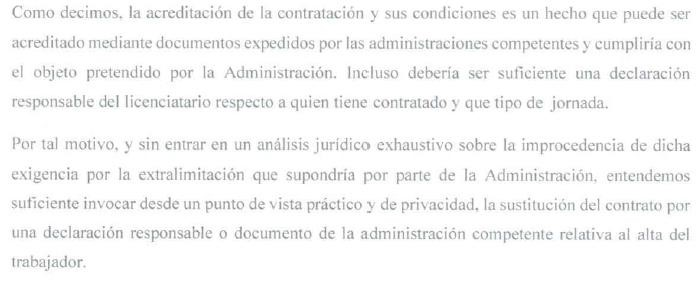 Como decimos, la acreditación de la contratación y sus condiciones es un hecho que puede ser
acreditado mediante documentos expedidos por las administraciones competentes y cumpliría con
el objeto pretendido por la Administración. Incluso debería ser suficiente una declaración
responsable del licenciatario respecto a quien tiene contratado y que tipo de jornada.
Por tal motivo, y sin entrar en un análisis jurídico exhaustivo sobre la improcedencia de dicha
exigencia por la extralimitación que supondría por parte de la Administración, entendemos
suficiente invocar desde un punto de vista práctico y de privacidad, la sustitución del contrato por
una declaración responsable o documento de la administración competente relativa al alta del
trabajador.